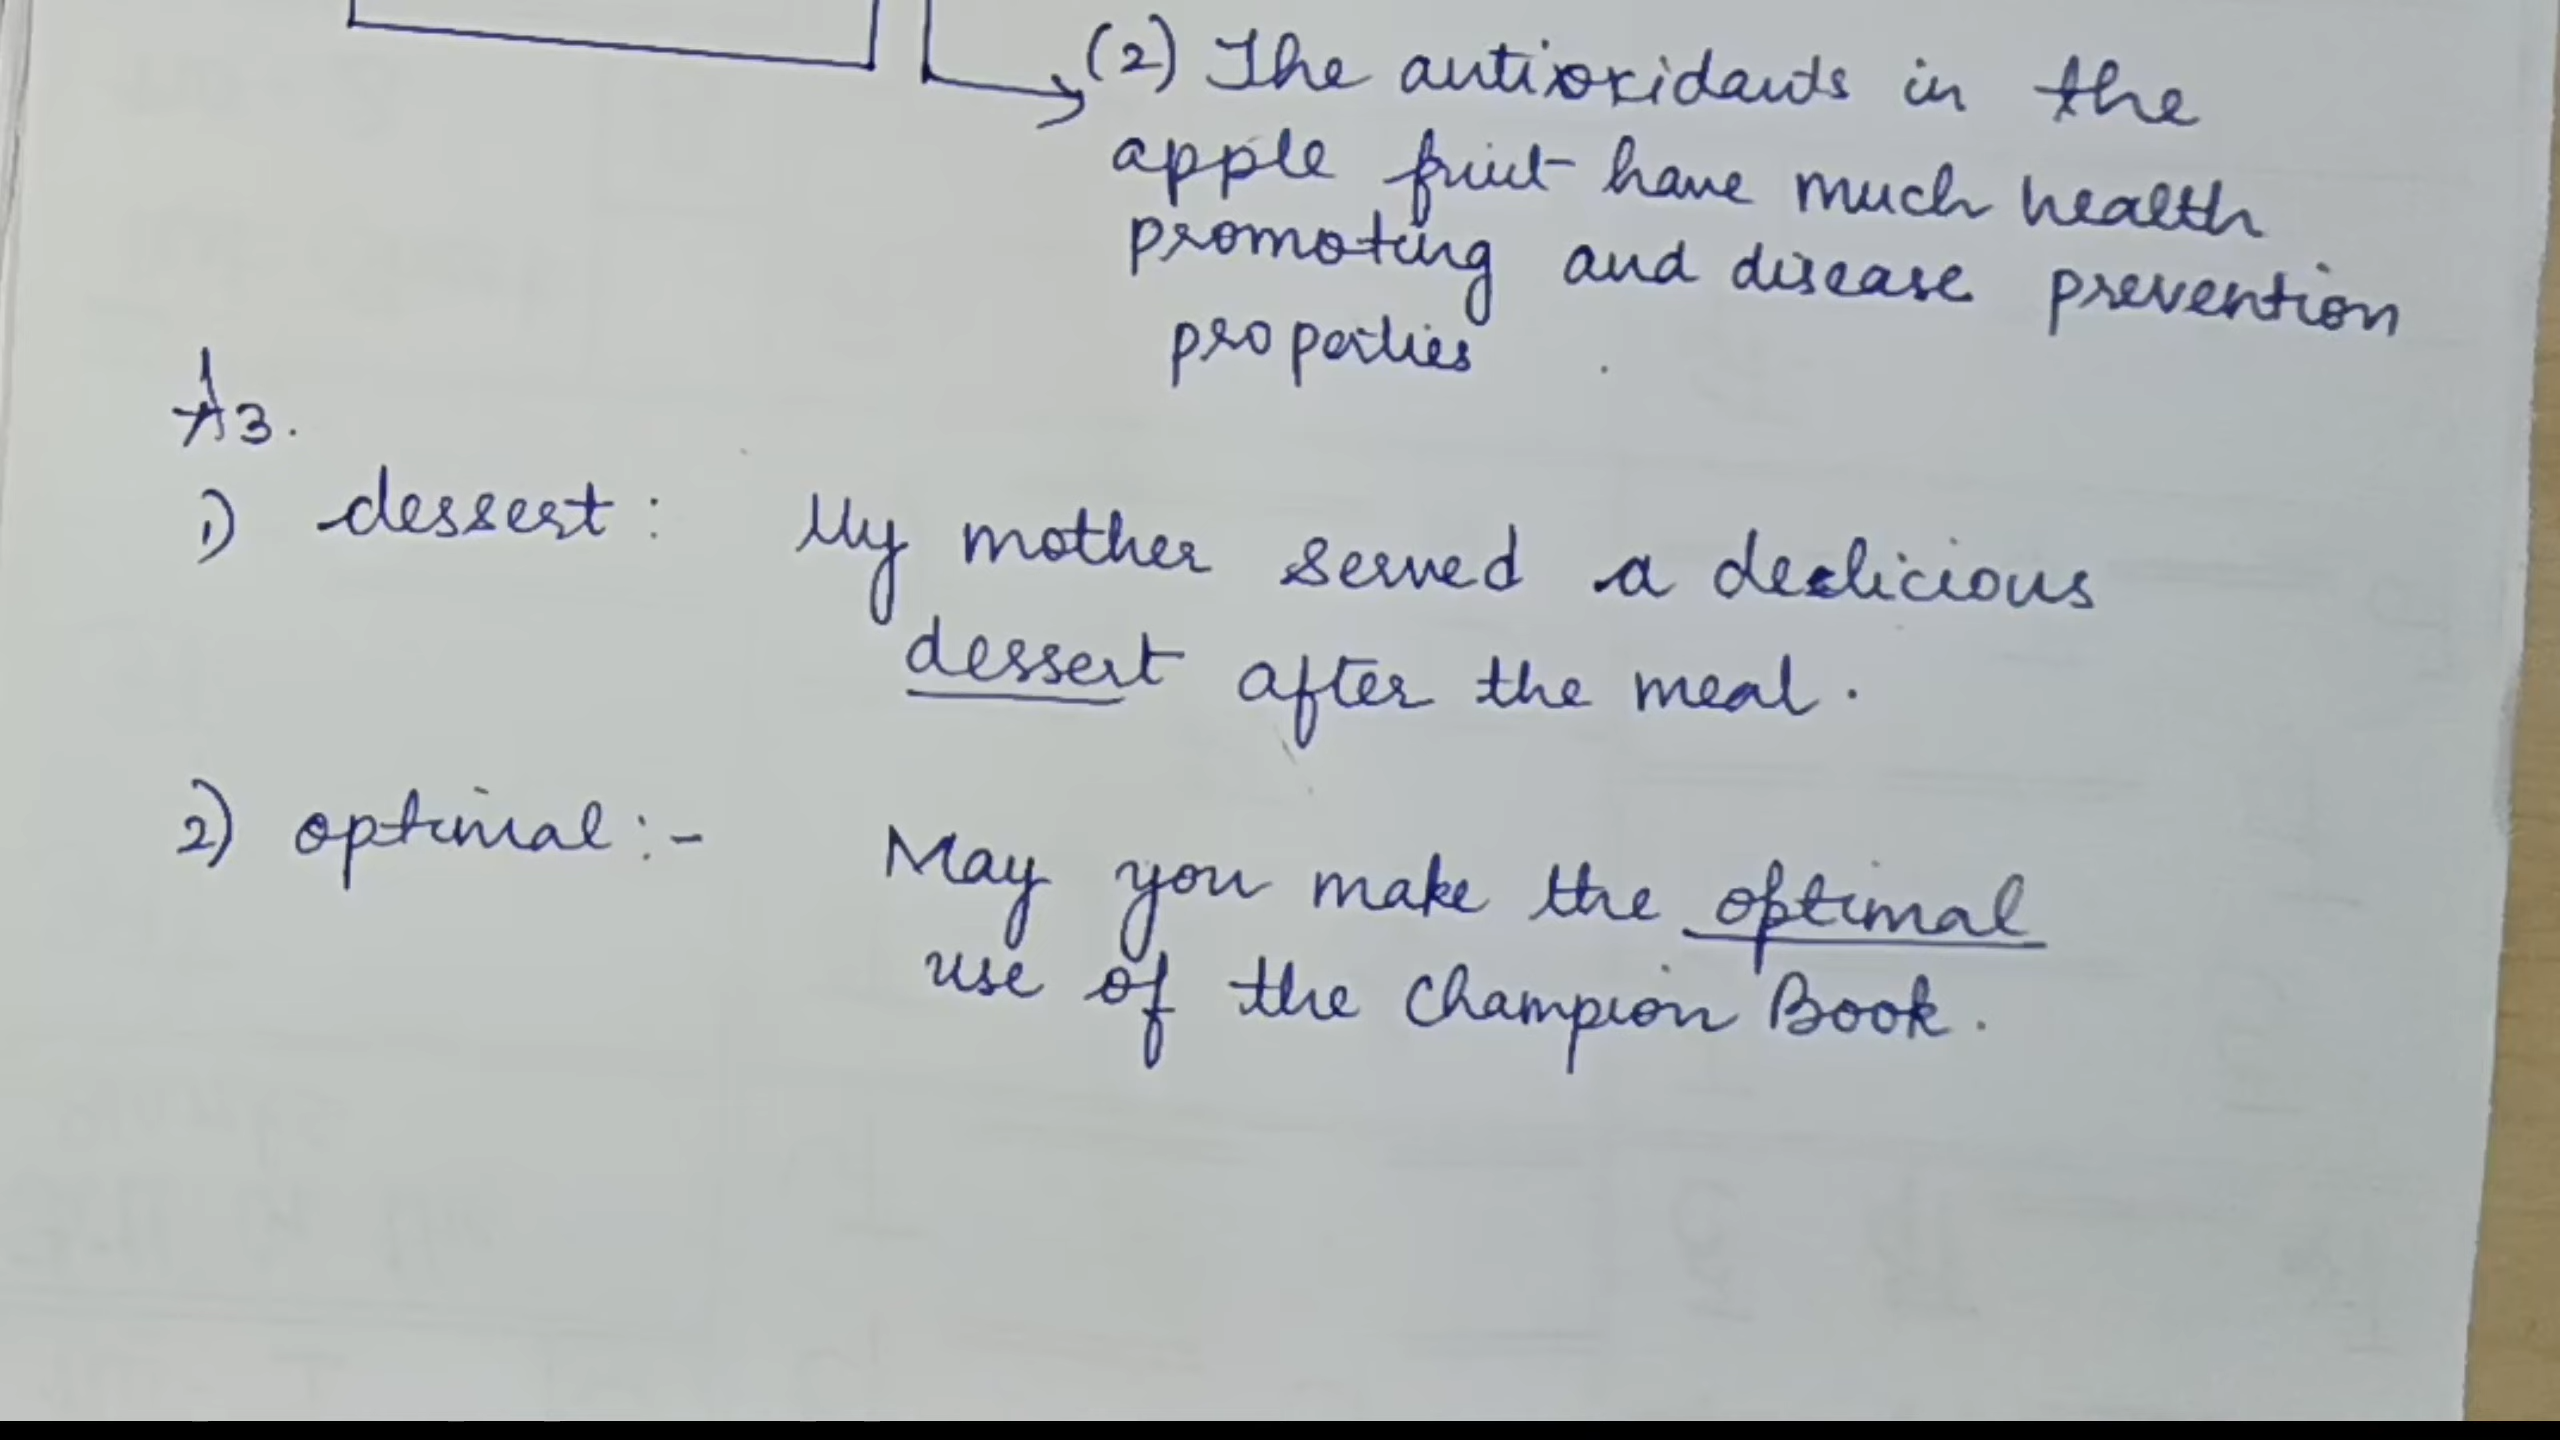 (2) The antioxidants in the
apple fruit have much health
promoting and disease prevention
properties
A3.
1) dessert: My mother served a delicious
dessert after the meal.
2) optimal:- May you make the optimal
use of the Champion Book.